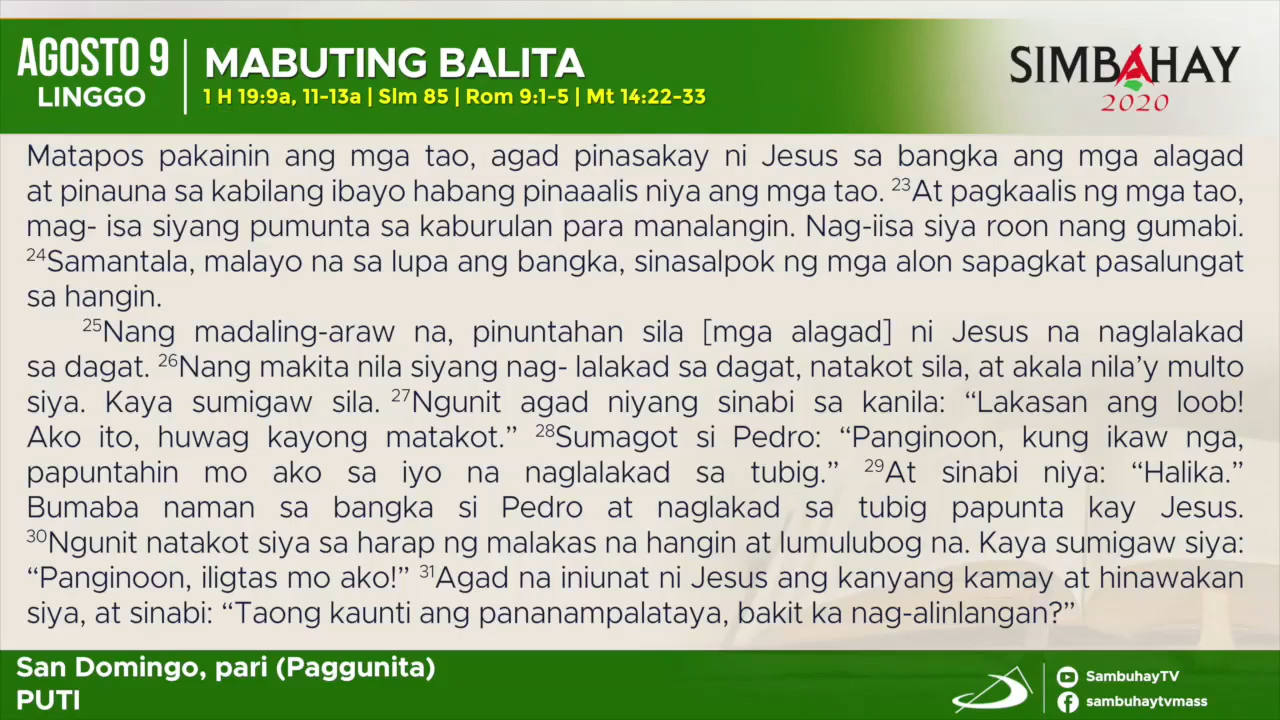 AGOSTO 9
LINGGO
MABUTING BALITA
1 H 19:9a, 11-13a | Slm 85 | Rom 9:1-5 | Mt 14:22-33
SIMBAHAY
2020
Matapos pakainin ang mga tao, agad pinasakay ni Jesus sa bangka ang mga alagad
at pinauna sa kabilang ibayo habang pinaaalis niya ang mga tao. ²³At pagkaalis ng mga tao,
mag- isa siyang pumunta sa kaburulan para manalangin. Nag-iisa siya roon nang gumabi.
²⁴Samantala, malayo na sa lupa ang bangka, sinasalpok ng mga alon sapagkat pasalungat
sa hangin.
²⁵Nang madaling-araw na, pinuntahan sila [mga alagad] ni Jesus na naglalakad
sa dagat. ²⁶Nang makita nila siyang nag- lalakad sa dagat, natakot sila, at akala nila’y multo
siya. Kaya sumigaw sila. ²⁷Ngunit agad niyang sinabi sa kanila: “Lakasan ang loob!
Ako ito, huwag kayong matakot.” ²⁸Sumagot si Pedro: “Panginoon, kung ikaw nga,
papuntahin mo ako sa iyo na naglalakad sa tubig.” ²⁹At sinabi niya: “Halika.”
Bumaba naman sa bangka si Pedro at naglakad sa tubig papunta kay Jesus.
³⁰Ngunit natakot siya sa harap ng malakas na hangin at lumulubog na. Kaya sumigaw siya:
“Panginoon, iligtas mo ako!” ³¹Agad na iniunat ni Jesus ang kanyang kamay at hinawakan
siya, at sinabi: “Taong kaunti ang pananampalataya, bakit ka nag-alinlangan?”
San Domingo, pari (Paggunita)
PUTI
SambuhayTV
sambuhaytvmass